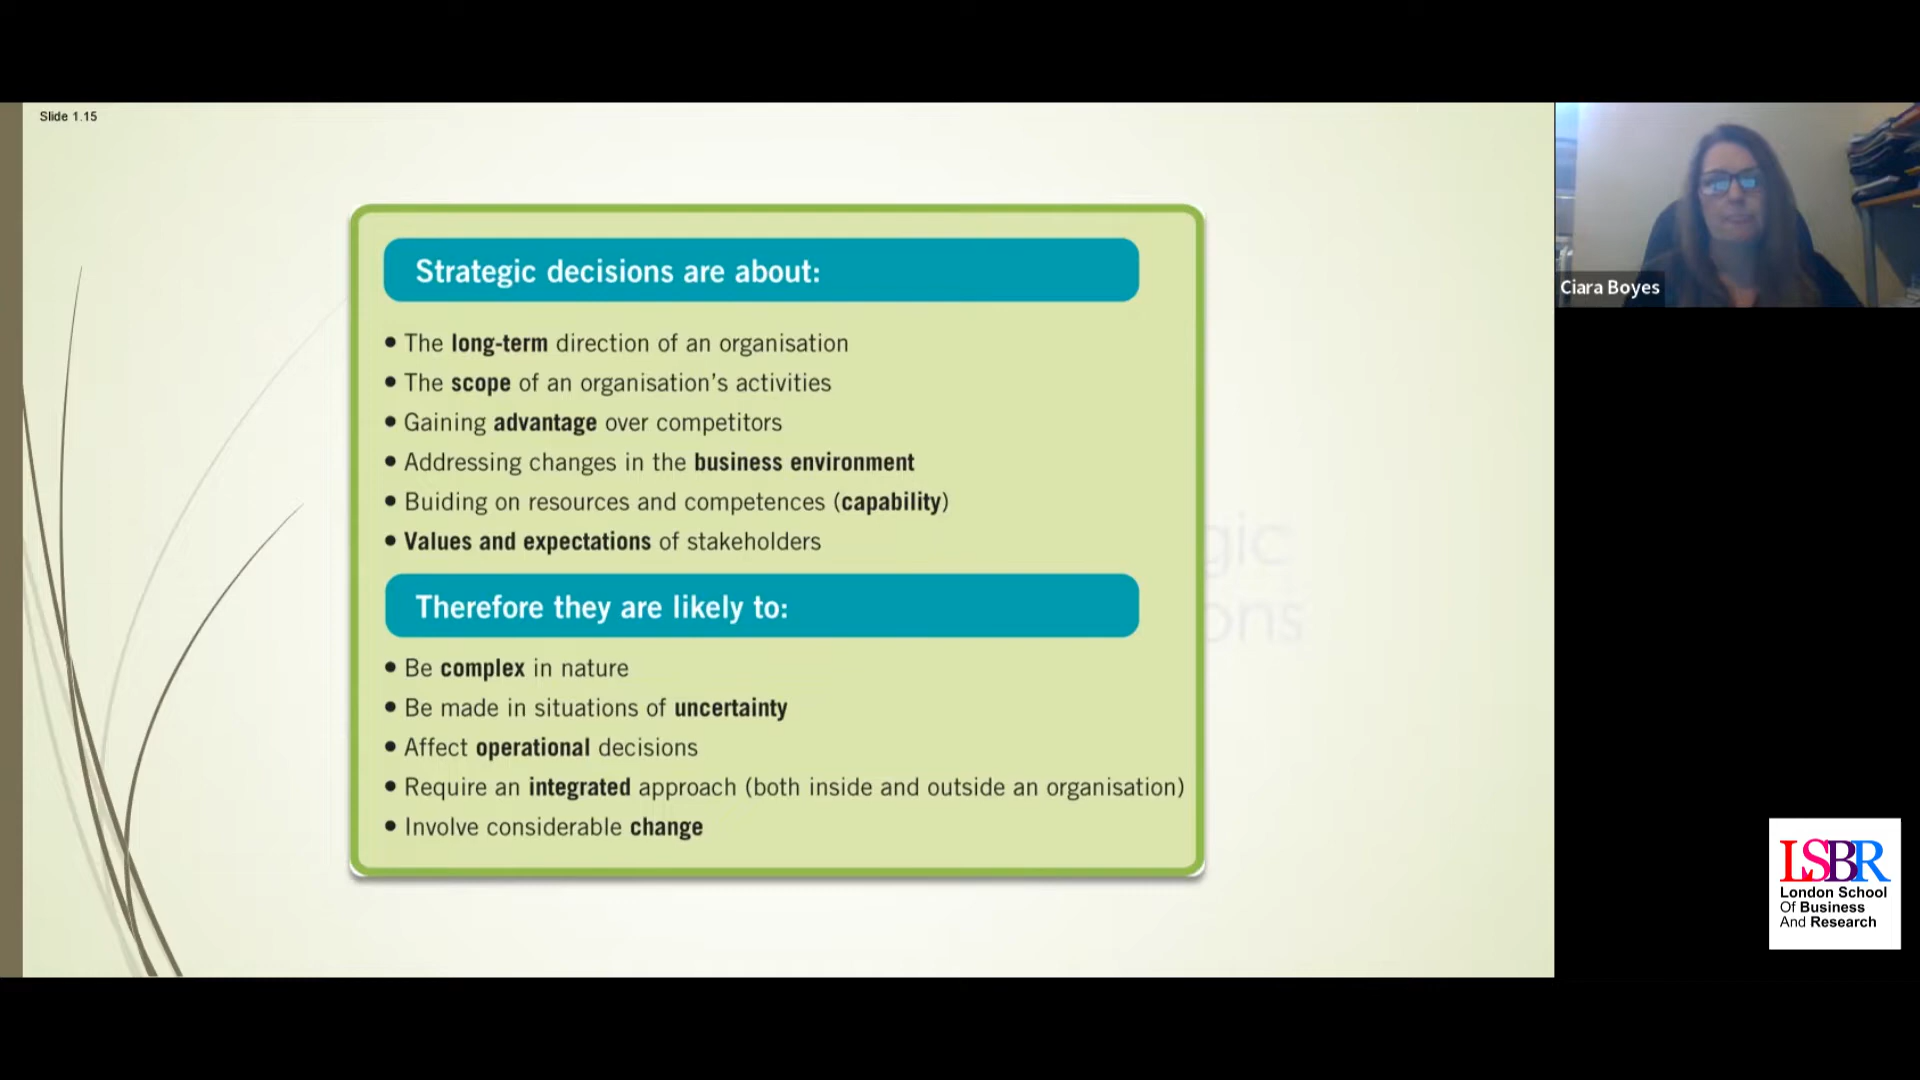 Slide 1.15
Strategic decisions are about:
• The long-term direction of an organisation
• The scope of an organisation's activities
• Gaining advantage over competitors
• Addressing changes in the business environment
• Buiding on resources and competences (capability)
• Values and expectations of stakeholders
Therefore they are likely to:
• Be complex in nature
• Be made in situations of uncertainty
• Affect operational decisions
• Require an integrated approach (both inside and outside an organisation)
• Involve considerable change
Ciara Boyes
LSBR
London School
Of Business
And Research